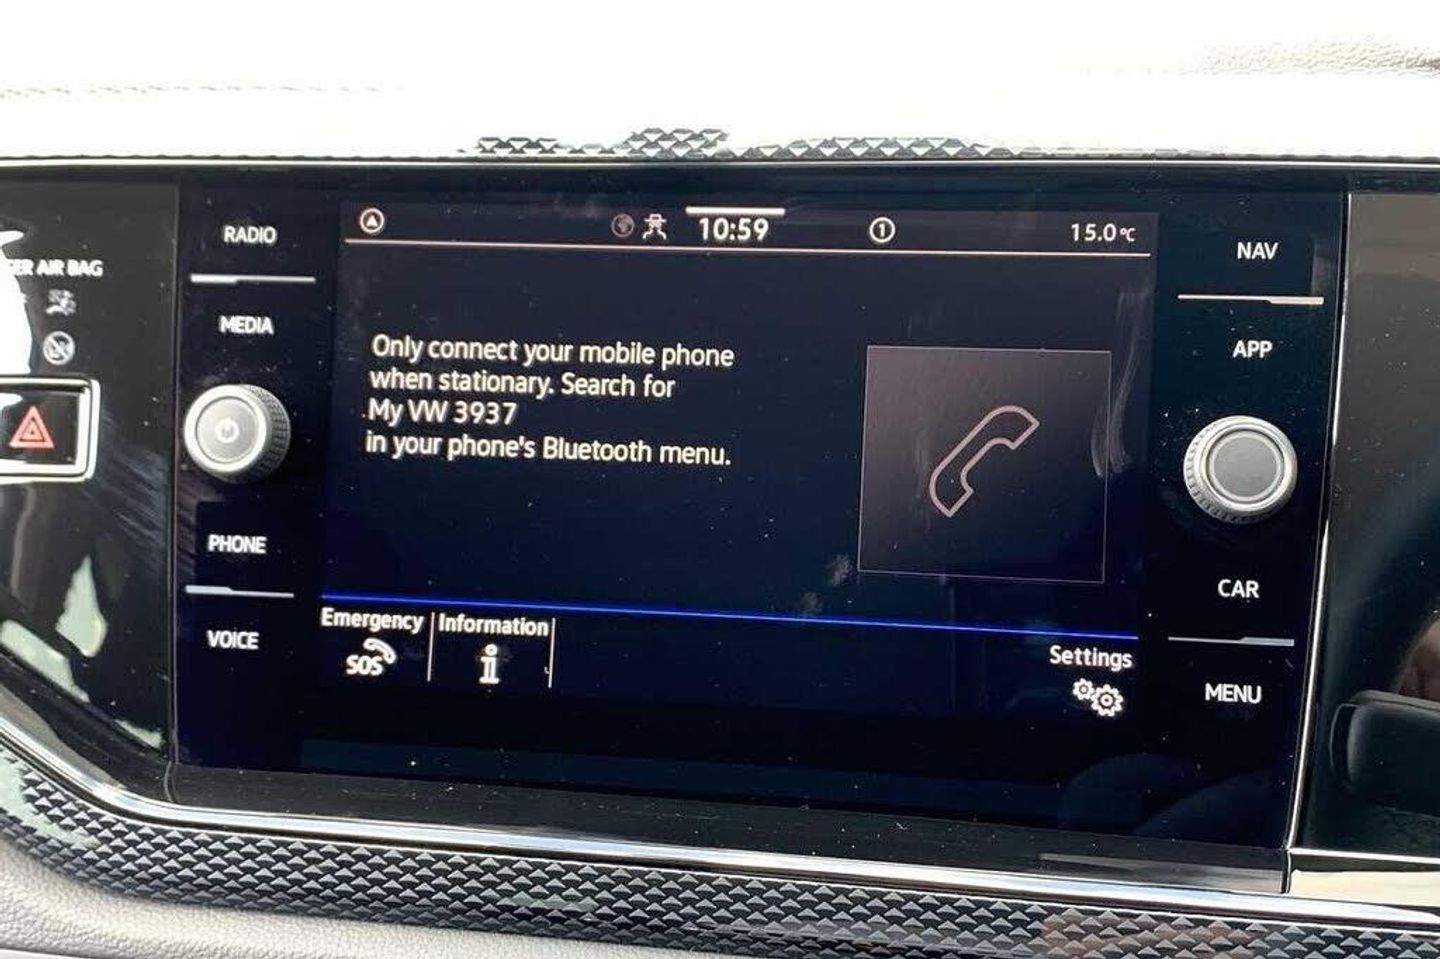 RADIO
MEDIA
PHONE
VOICE
AIR BAG
10:59
1
15.0°C
Only connect your mobile phone
when stationary. Search for
My VW 3937
in your phone's Bluetooth menu.
Emergency
SOS
Information
i
Settings
NAV
APP
CAR
MENU